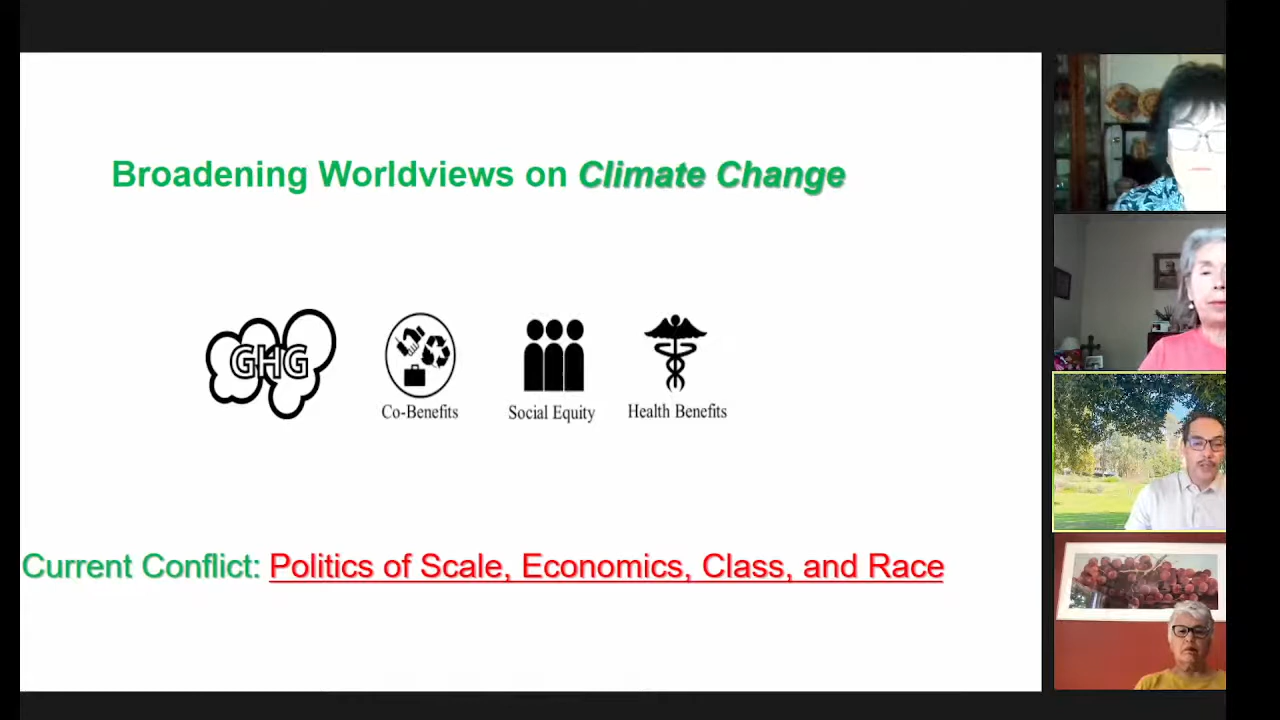 Broadening Worldviews on Climate Change
GHG
Co-Benefits
Social Equity
Health Benefits
Current Conflict: Politics of Scale, Economics, Class, and Race